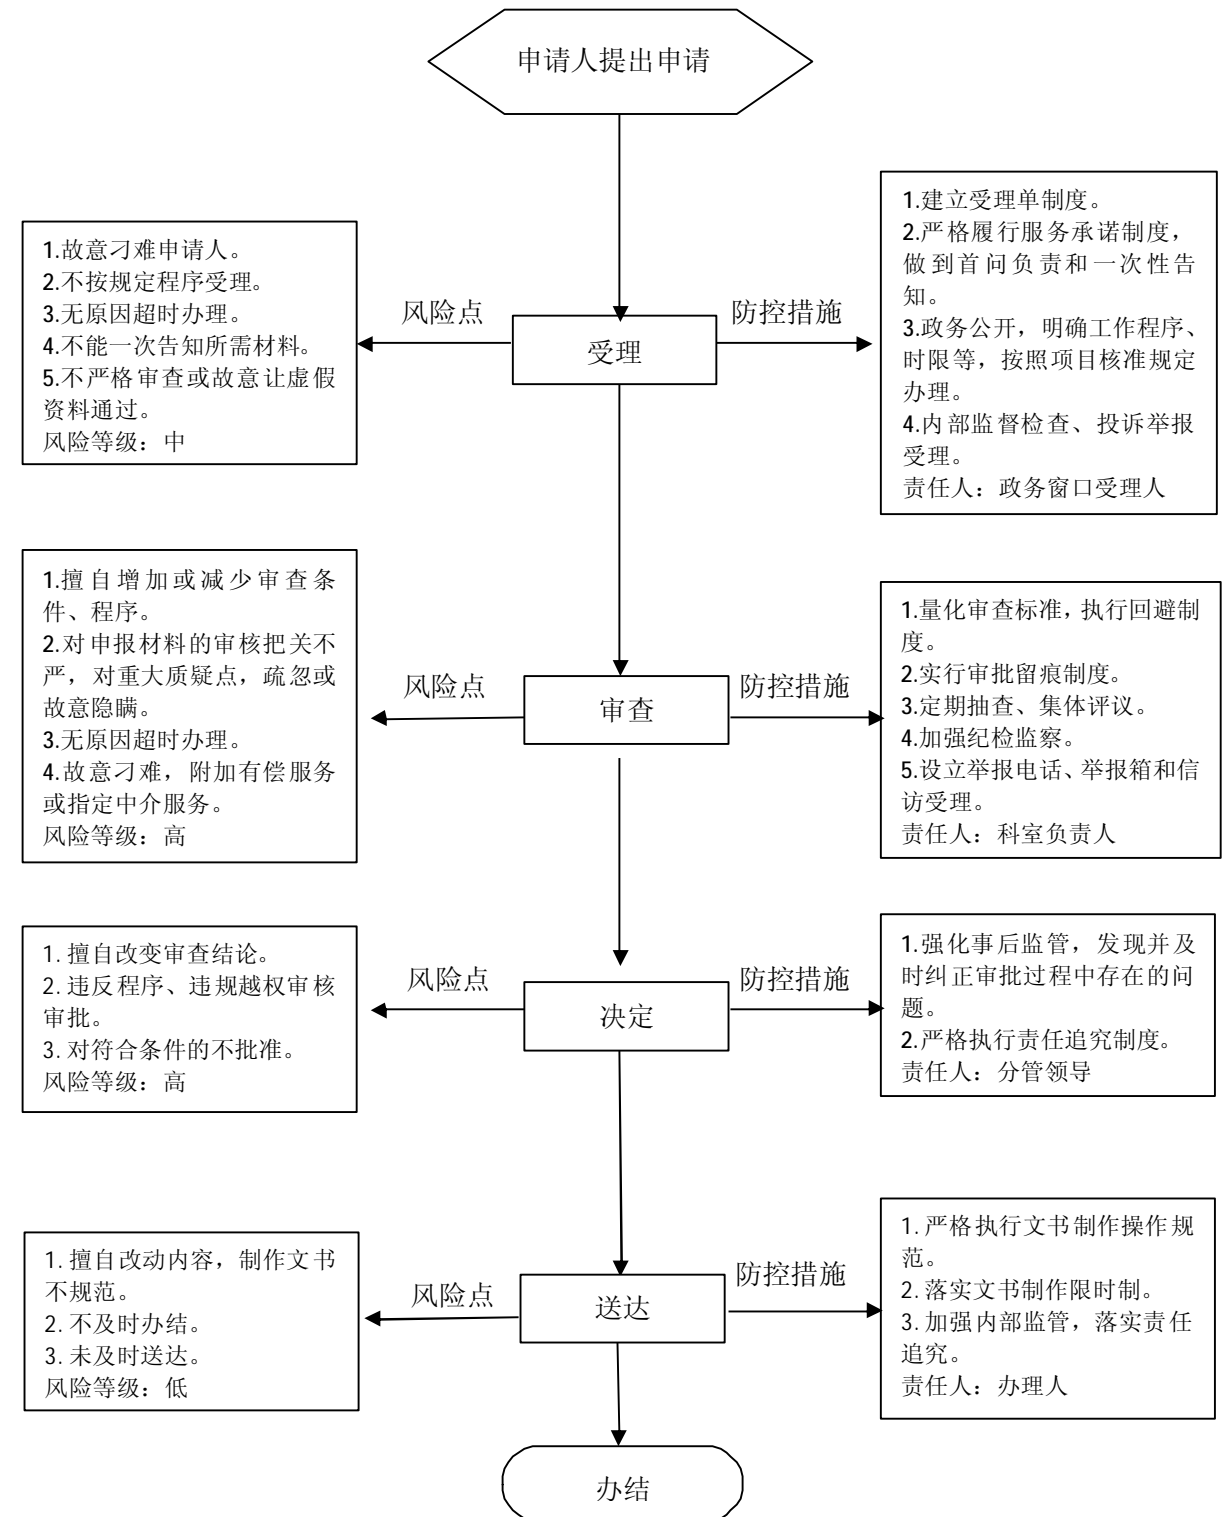 申请人提出申请
1.故意刁难申请人。
2.不按规定程序受理。
3.无原因超时办理。
4.不能一次告知所需材料。
5.不严格审查或故意让虚假
资料通过。
风险等级：中
风险点
受理
防控措施
1.建立受理单制度。
2.严格履行服务承诺制度，
做到首问负责和一次性告
知。
3.政务公开，明确工作程序、
时限等，按照项目核准规定
办理。
4.内部监督检查、投诉举报
受理。
责任人：政务窗口受理人
1.擅自增加或减少审查条
件、程序。
2.对申报材料的审核把关不
严，对重大质疑点，疏忽或
故意隐瞒。
3.无原因超时办理。
4.故意刁难，附加有偿服务
或指定中介服务。
风险等级：高
风险点
审查
防控措施
1.量化审查标准，执行回避制
度。
2.实行审批留痕制度。
3.定期抽查、集体评议。
4.加强纪检监察。
5.设立举报电话、举报箱和信
访受理。
责任人：科室负责人
1.擅自改变审查结论。
2.违反程序、违规越权审核
审批。
3.对符合条件的不批准。
风险等级：高
风险点
决定
防控措施
1.强化事后监管，发现并及
时纠正审批过程中存在的问
题。
2.严格执行责任追究制度。
责任人：分管领导
1.擅自改动内容，制作文书
不规范。
2.不及时办结。
3.未及时送达。
风险等级：低
风险点
送达
防控措施
1.严格执行文书制作操作规
范。
2.落实文书制作限时制。
3.加强内部监管，落实责任
追究。
责任人：办理人
办结